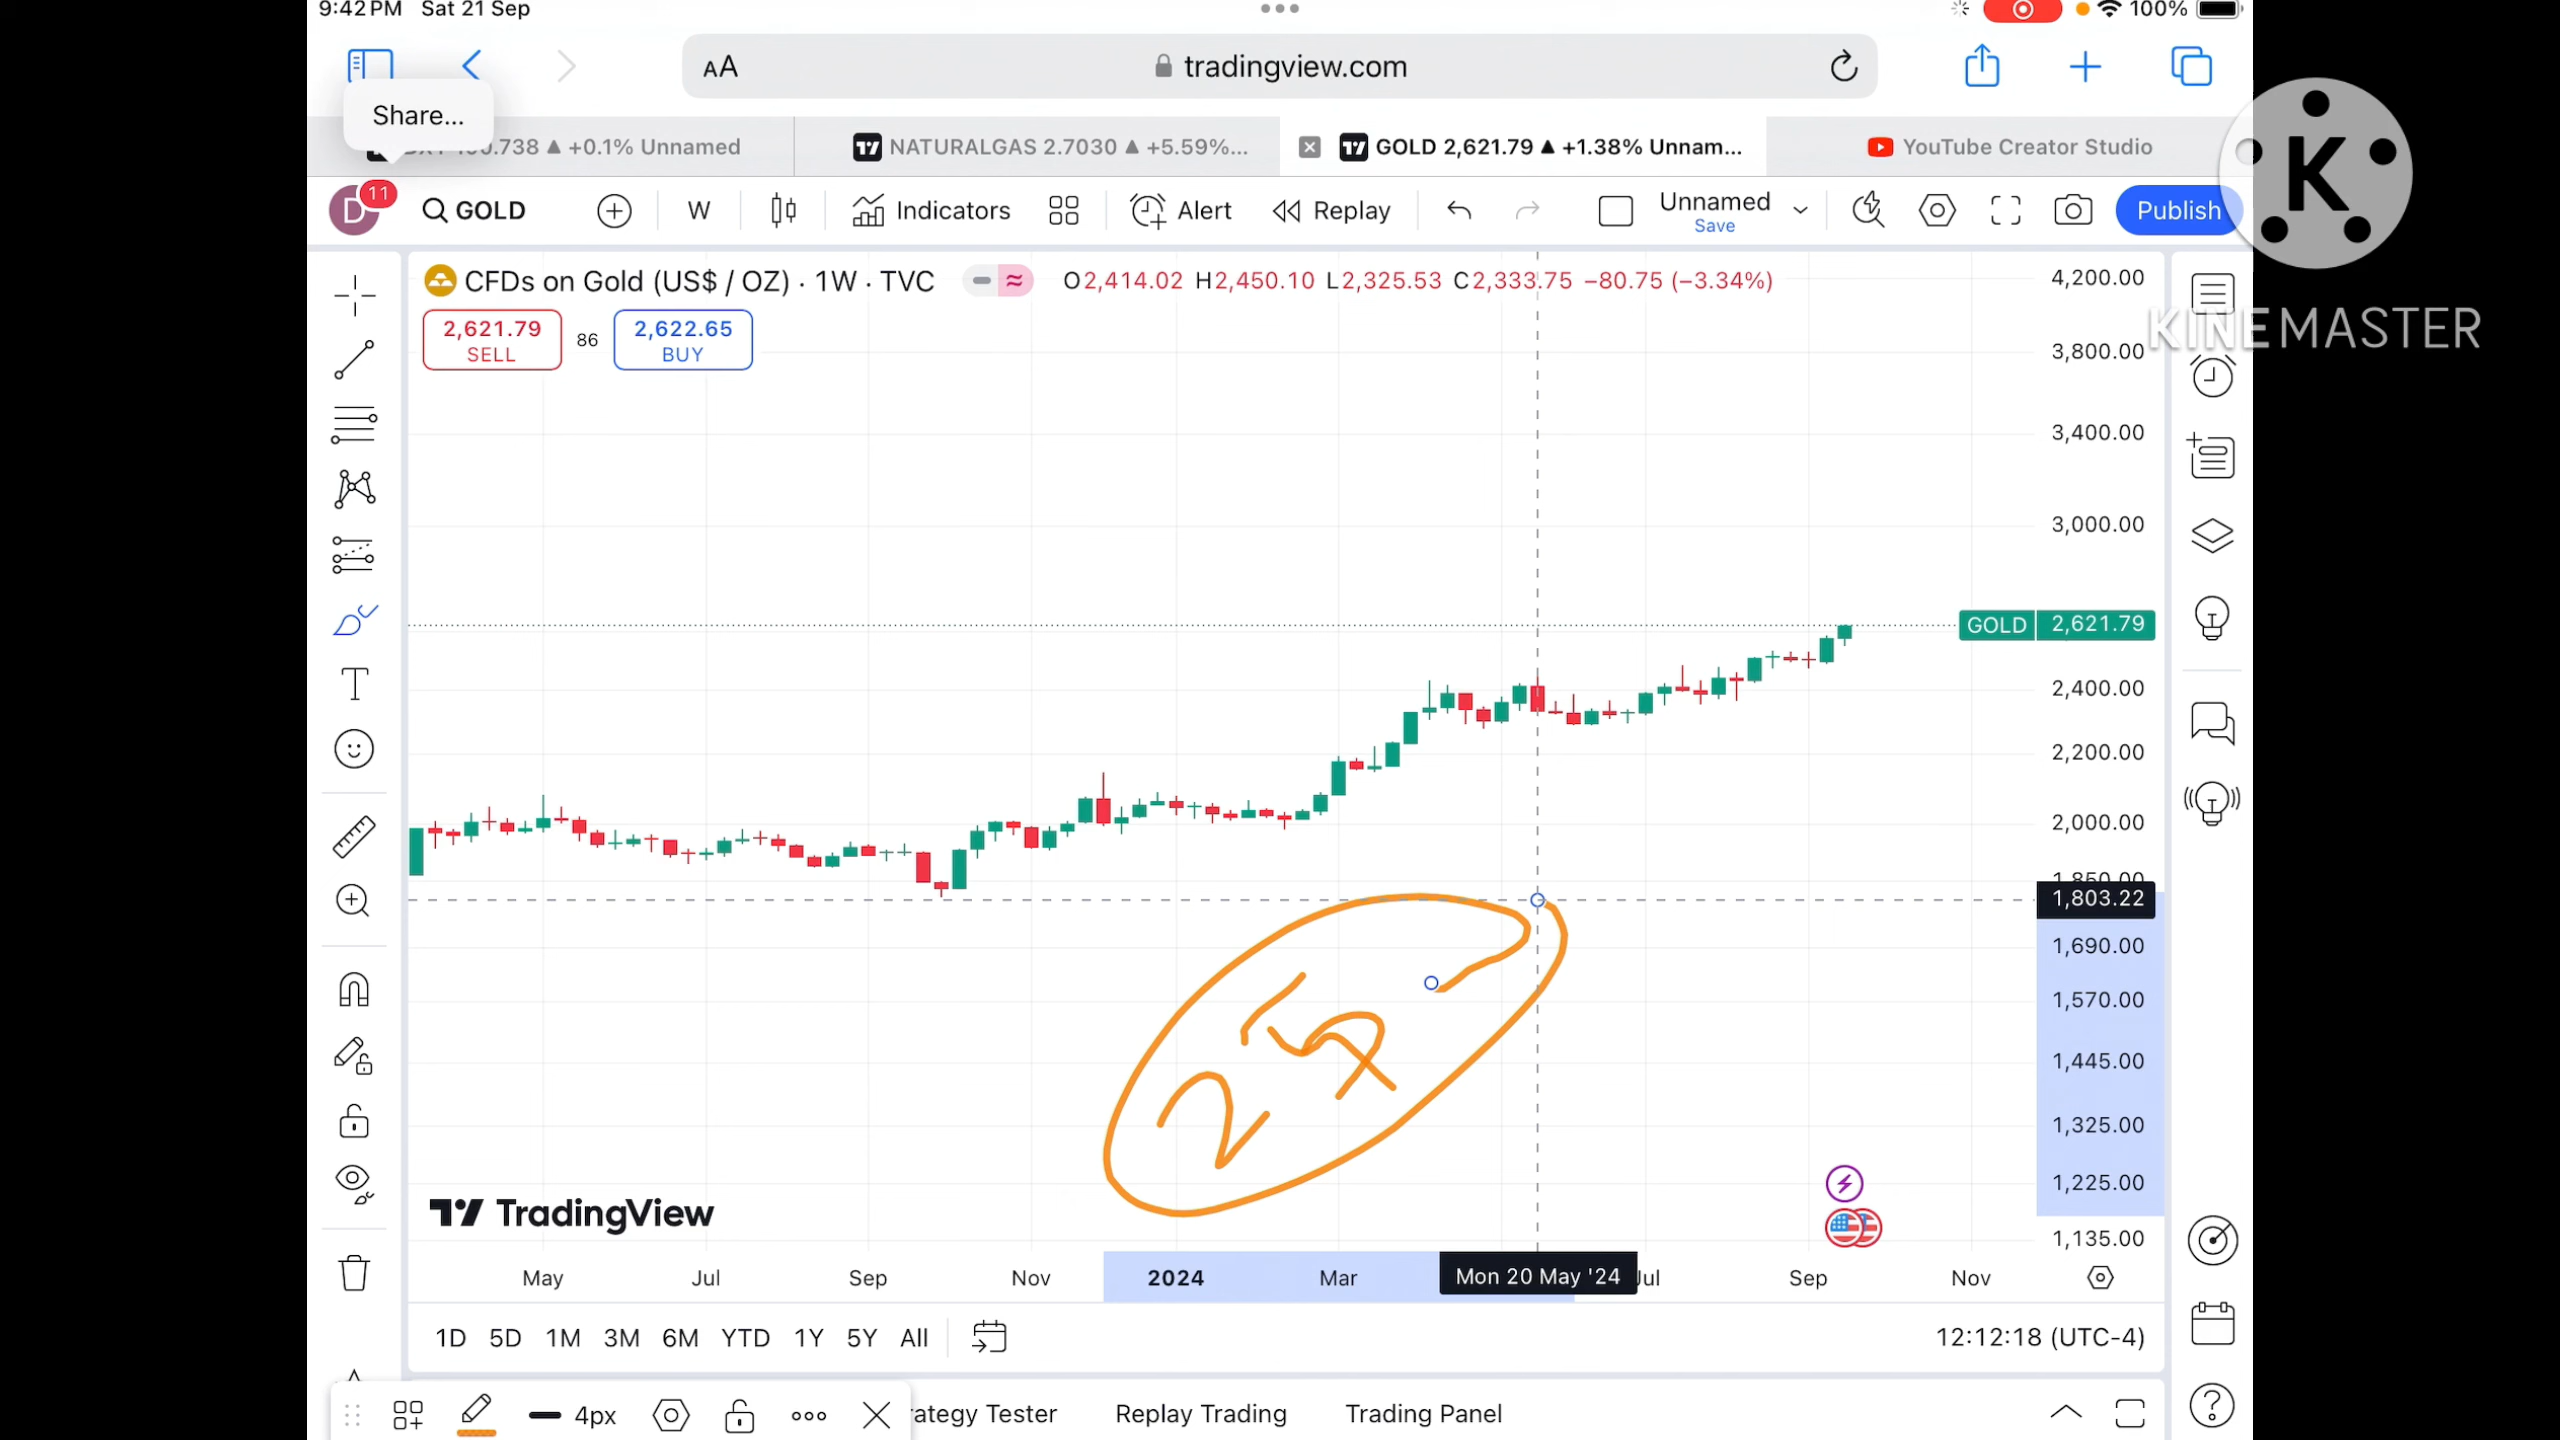 9:42 PM Sat 21 Sep 100%
AA tradingview.com
Share...
.738 ▲ +0.1% Unnamed
NATURALGAS 2.7030 ▲ +5.59%...
GOLD 2,621.79 ▲ +1.38% Unnam...
YouTube Creator Studio
K
KINEMASTER
D 11 GOLD W Indicators Alert Replay Unnamed Save Publish
CFDs on Gold (US$ / OZ) · 1W · TVC O2,414.02 H2,450.10 L2,325.53 C2,333.75 −80.75 (−3.34%)
2,621.79 SELL 86 2,622.65 BUY
4,200.00
3,800.00
3,400.00
3,000.00
GOLD 2,621.79
2,400.00
2,200.00
2,000.00
1,850.00
1,803.22
1,690.00
1,570.00
1,445.00
1,325.00
1,225.00
1,135.00
TradingView
May Jul Sep Nov 2024 Mar Mon 20 May '24 Jul Sep Nov
1D 5D 1M 3M 6M YTD 1Y 5Y All 12:12:18 (UTC-4)
4px rategy Tester Replay Trading Trading Panel